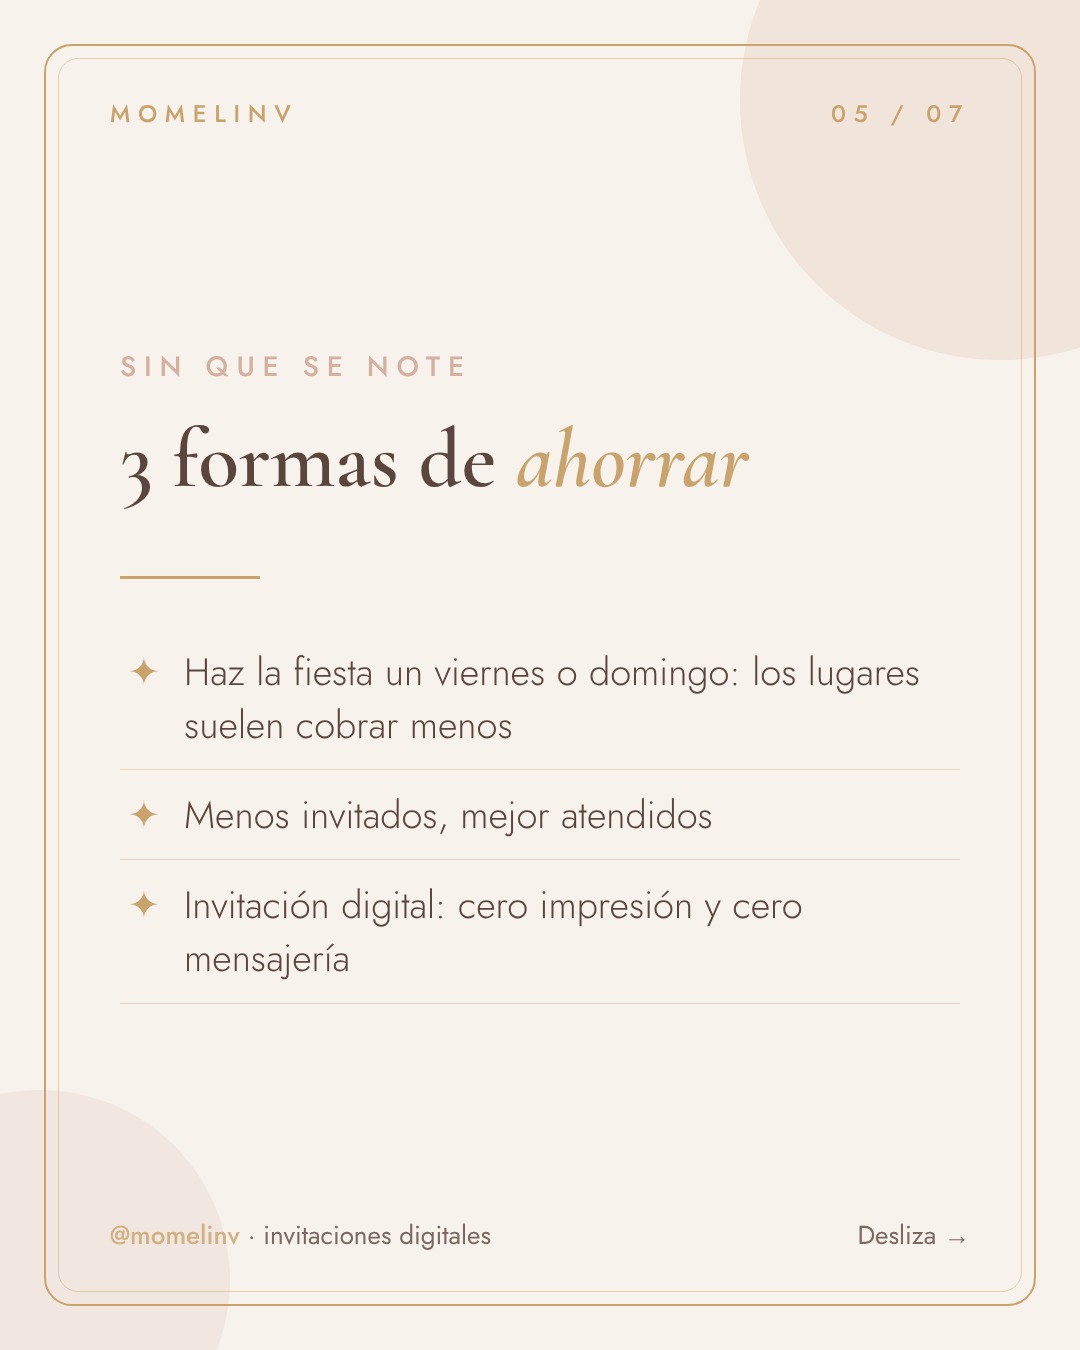 MOMELINV
05 / 07
SIN QUE SE NOTE
3 formas de ahorrar
✦ Haz la fiesta un viernes o domingo: los lugares
suelen cobrar menos
✦ Menos invitados, mejor atendidos
✦ Invitación digital: cero impresión y cero
mensajería
@momelinv · invitaciones digitales
Desliza →